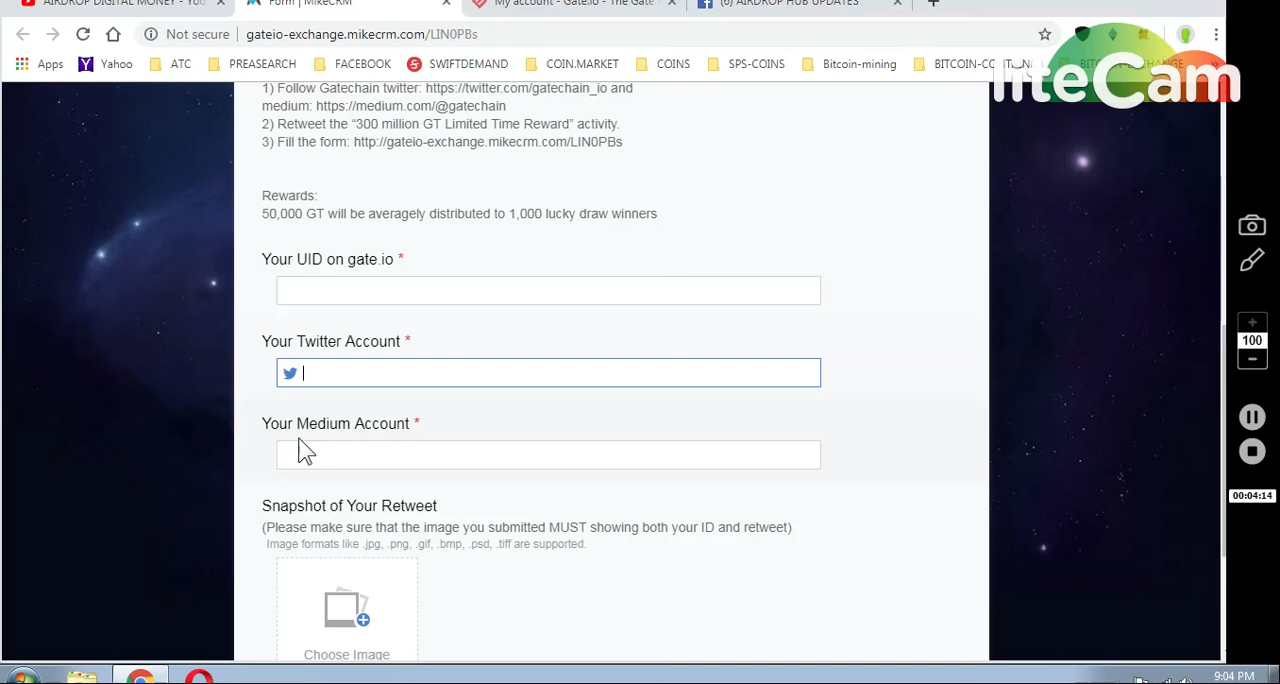 AIRDROP DIGITAL MONEY - You
Form | MikeCRM
My account - Gate.io - The Gate
(6) AIRDROP HUB UPDATES
Not secure | gateio-exchange.mikecrm.com/LIN0PBs
Apps Yahoo ATC PREASEARCH FACEBOOK SWIFTDEMAND COIN.MARKET COINS SPS-COINS Bitcoin-mining
liteCam
1) Follow Gatechain twitter: https://twitter.com/gatechain_io and
medium: https://medium.com/@gatechain
2) Retweet the “300 million GT Limited Time Reward” activity.
3) Fill the form: http://gateio-exchange.mikecrm.com/LIN0PBs
Rewards:
50,000 GT will be averagely distributed to 1,000 lucky draw winners
Your UID on gate.io *
Your Twitter Account *
Your Medium Account *
Snapshot of Your Retweet
(Please make sure that the image you submitted MUST showing both your ID and retweet)
Image formats like .jpg, .png, .gif, .bmp, .psd, .tiff are supported.
Choose Image
100
00:04:14
9:04 PM